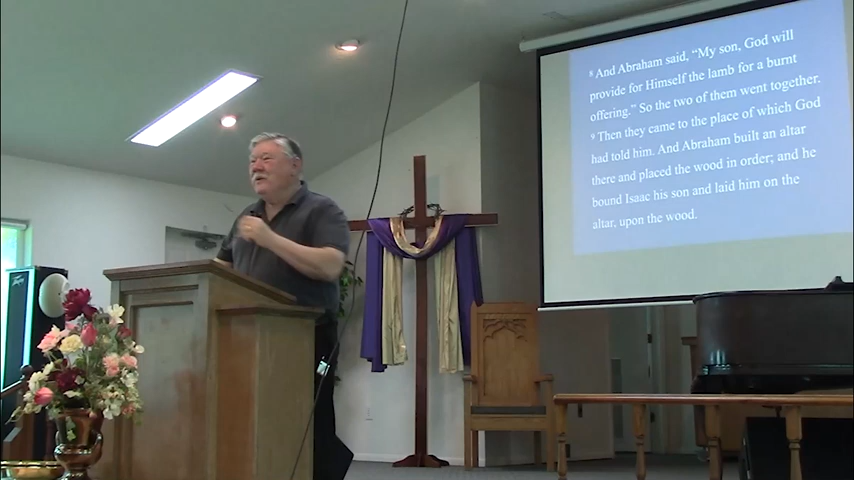 8 And Abraham said, "My son, God will
provide for Himself the lamb for a burnt
offering." So the two of them went together.
9 Then they came to the place of which God
had told him. And Abraham built an altar
there and placed the wood in order; and he
bound Isaac his son and laid him on the
altar, upon the wood.